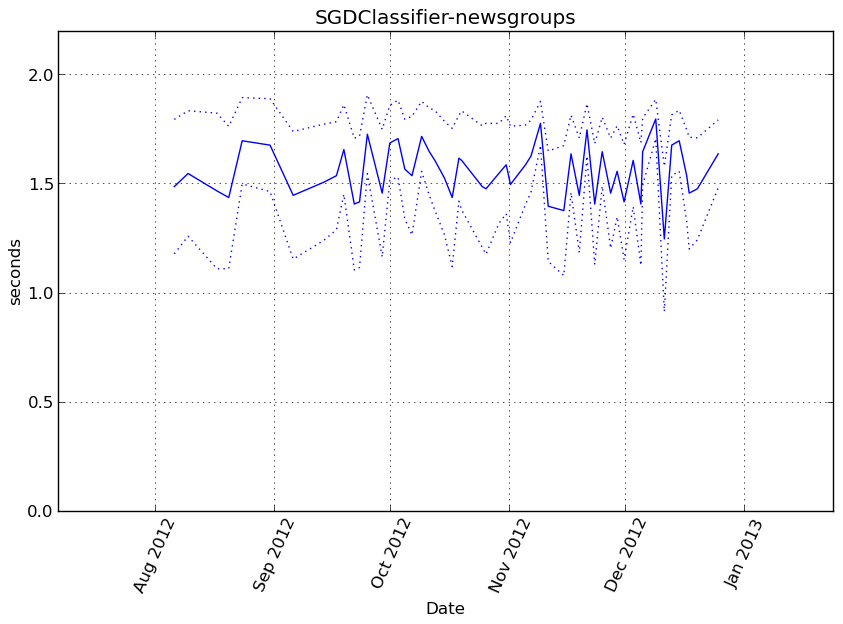 SGDClassifier-newsgroups
2.0
1.5
1.0
0.5
0.0
seconds
Aug 2012
Sep 2012
Oct 2012
Nov 2012
Dec 2012
Jan 2013
Date